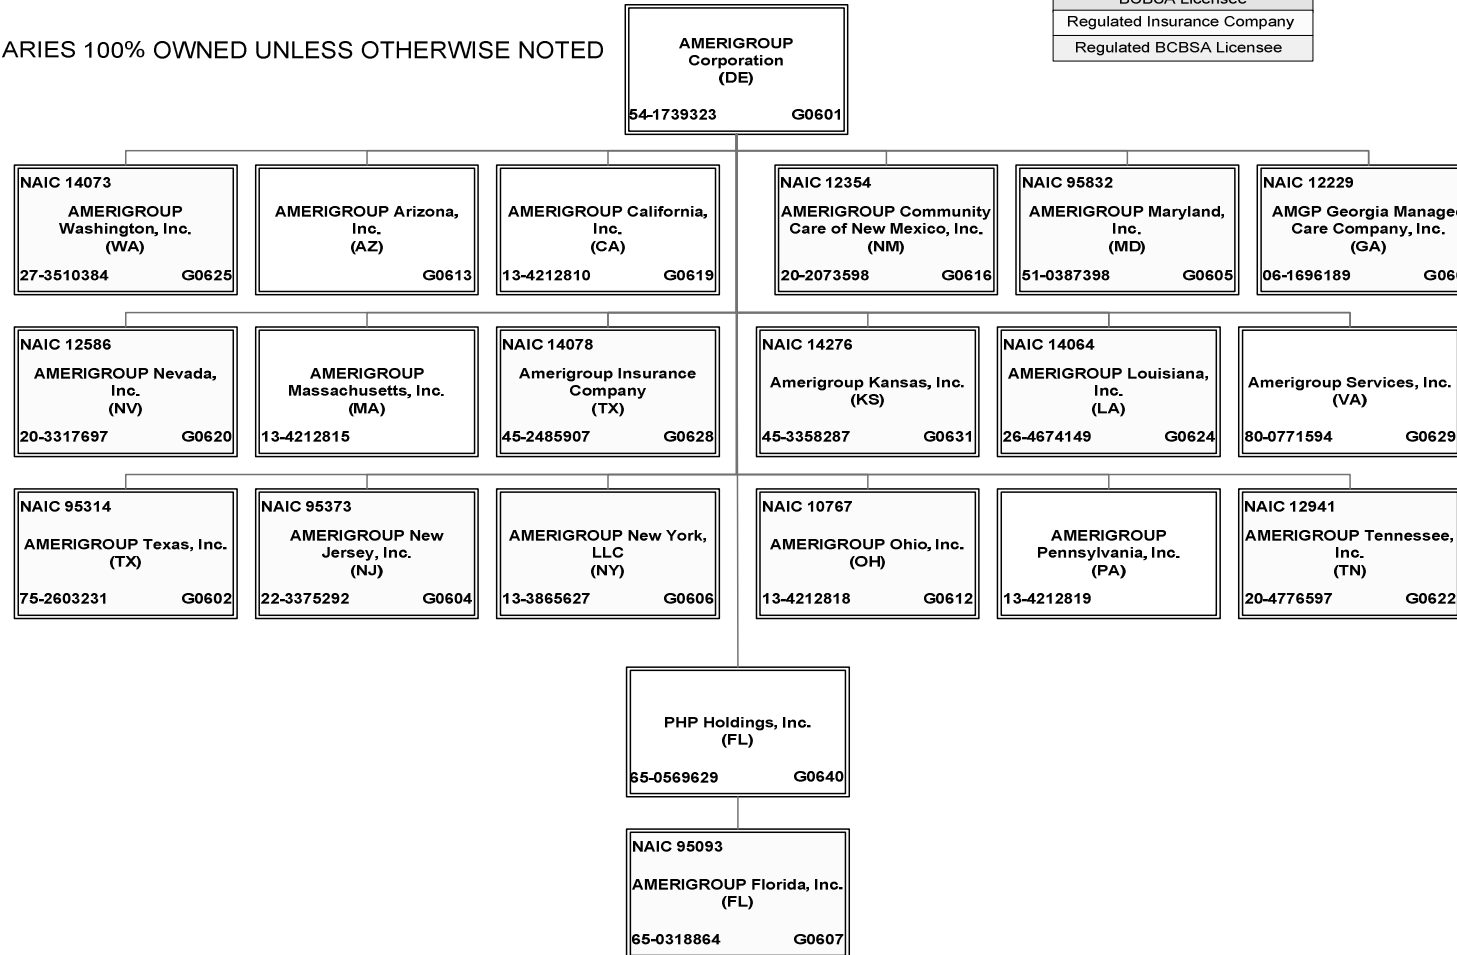 BCBSA Licensee
Regulated Insurance Company
Regulated BCBSA Licensee
ARIES 100% OWNED UNLESS OTHERWISE NOTED
AMERIGROUP
Corporation
(DE)
54-1739323 G0601
NAIC 14073
AMERIGROUP
Washington, Inc.
(WA)
27-3510384 G0625
AMERIGROUP Arizona,
Inc.
(AZ)
G0613
AMERIGROUP California,
Inc.
(CA)
13-4212810 G0619
NAIC 12354
AMERIGROUP Community
Care of New Mexico, Inc.
(NM)
20-2073598 G0616
NAIC 95832
AMERIGROUP Maryland,
Inc.
(MD)
51-0387398 G0605
NAIC 12229
AMGP Georgia Manage
Care Company, Inc.
(GA)
06-1696189
NAIC 12586
AMERIGROUP Nevada,
Inc.
(NV)
20-3317697 G0620
AMERIGROUP
Massachusetts, Inc.
(MA)
13-4212815
NAIC 14078
Amerigroup Insurance
Company
(TX)
45-2485907 G0628
NAIC 14276
Amerigroup Kansas, Inc.
(KS)
45-3358287 G0631
NAIC 14064
AMERIGROUP Louisiana,
Inc.
(LA)
26-4674149 G0624
Amerigroup Services, Inc.
(VA)
80-0771594 G0629
NAIC 95314
AMERIGROUP Texas, Inc.
(TX)
75-2603231 G0602
NAIC 95373
AMERIGROUP New
Jersey, Inc.
(NJ)
22-3375292 G0604
AMERIGROUP New York,
LLC
(NY)
13-3865627 G0606
NAIC 10767
AMERIGROUP Ohio, Inc.
(OH)
13-4212818 G0612
AMERIGROUP
Pennsylvania, Inc.
(PA)
13-4212819
NAIC 12941
AMERIGROUP Tennessee,
Inc.
(TN)
20-4776597 G0622
PHP Holdings, Inc.
(FL)
65-0569629 G0640
NAIC 95093
AMERIGROUP Florida, Inc.
(FL)
65-0318864 G0607